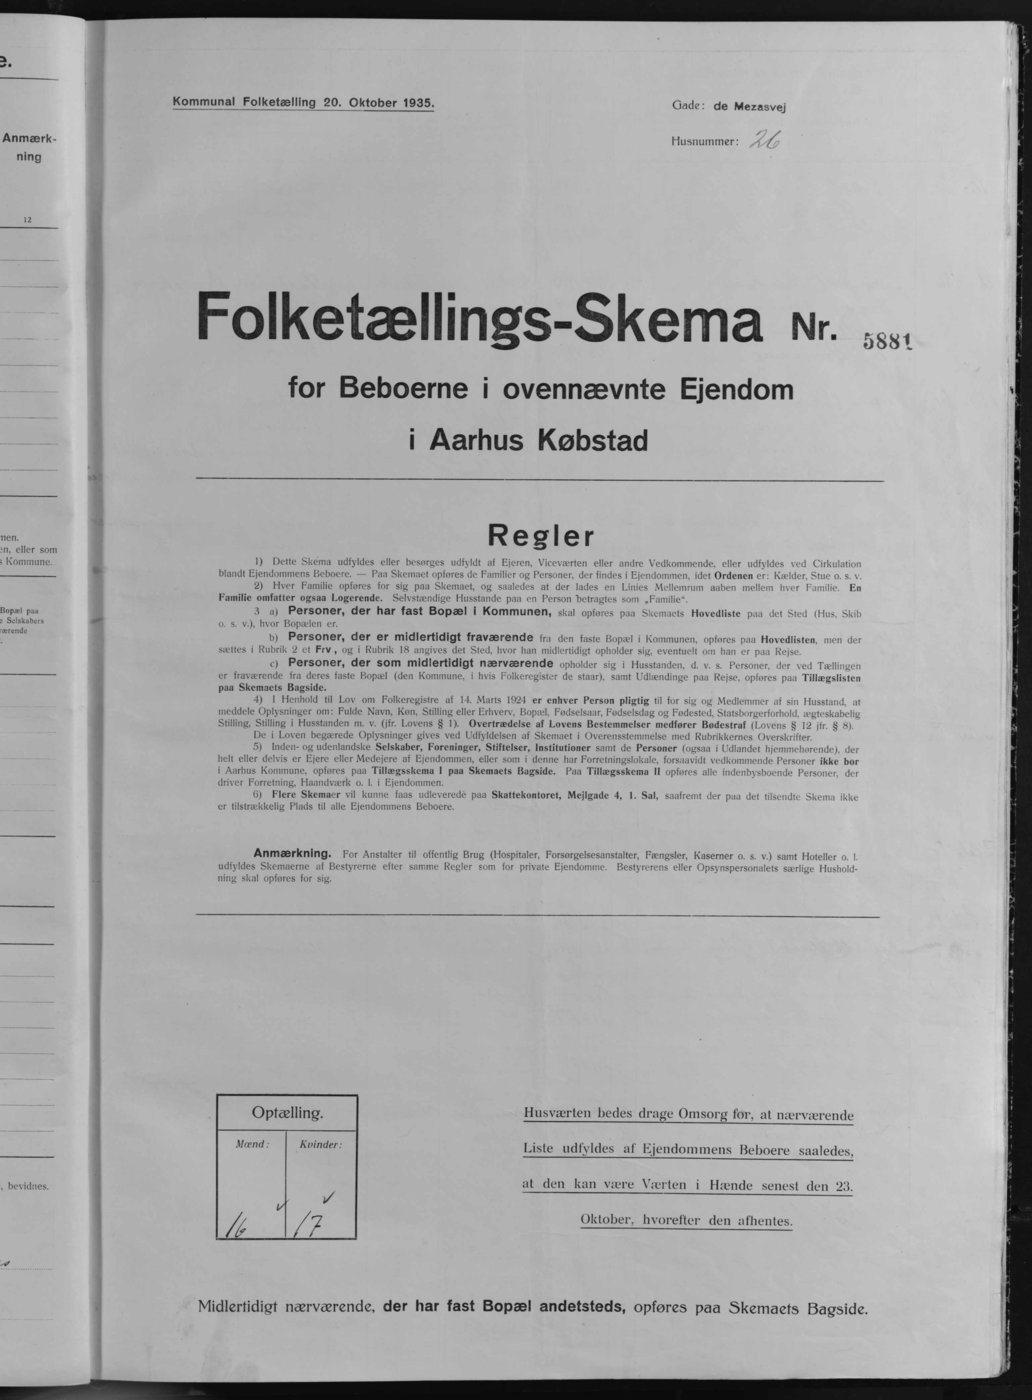 e.
Anmærk-
ning
12
men.
en, eller som
s Kommune.
Bopæl paa
e Selskabers
værende
, bevidnes.
Kommunal Folketælling 20. Oktober 1935.
Gade: de Mezasvej
Husnummer: 26
Folketællings-Skema Nr. 5881
for Beboerne i ovennævnte Ejendom
i Aarhus Købstad
Regler
1) Dette Skema udfyldes eller besørges udfyldt af Ejeren, Viceværten eller andre Vedkommende, eller udfyldes ved Cirkulation
blandt Ejendommens Beboere. — Paa Skemaet opføres de Familier og Personer, der findes i Ejendommen, idet Ordenen er: Kælder, Stue o. s. v.
2) Hver Familie opføres for sig paa Skemaet, og saaledes at der lades en Linies Mellemrum aaben mellem hver Familie. En
Familie omfatter ogsaa Logerende. Selvstændige Husstande paa en Person betragtes som „Familie“.
3 a) Personer, der har fast Bopæl i Kommunen, skal opføres paa Skemaets Hovedliste paa det Sted (Hus, Skib
o. s. v.), hvor Bopælen er.
b) Personer, der er midlertidigt fraværende fra den faste Bopæl i Kommunen, opføres paa Hovedlisten, men der
sættes i Rubrik 2 et Frv., og i Rubrik 18 angives det Sted, hvor han midlertidigt opholder sig, eventuelt om han er paa Rejse.
c) Personer, der som midlertidigt nærværende opholder sig i Husstanden, d. v. s. Personer, der ved Tællingen
er fraværende fra deres faste Bopæl (den Kommune, i hvis Folkeregister de staar), samt Udlændinge paa Rejse, opføres paa Tillægslisten
paa Skemaets Bagside.
4) I Henhold til Lov om Folkeregistre af 14. Marts 1924 er enhver Person pligtig til for sig og Medlemmer af sin Husstand, at
meddele Oplysninger om: Fulde Navn, Køn, Stilling eller Erhverv, Bopæl, Fødselsaar, Fødselsdag og Fødested, Statsborgerforhold, ægteskabelig
Stilling, Stilling i Husstanden m. v. (jfr. Lovens § 1). Overtrædelse af Lovens Bestemmelser medfører Bødestraf (Lovens § 12 jfr. § 8).
De i Loven begærede Oplysninger gives ved Udfyldelsen af Skemaet i Overensstemmelse med Rubrikkernes Overskrifter.
5) Inden- og udenlandske Selskaber, Foreninger, Stiftelser, Institutioner samt de Personer (ogsaa i Udlandet hjemmehørende), der
helt eller delvis er Ejere eller Medejere af Ejendommen, eller som i denne har Forretningslokale, forsaavidt vedkommende Personer ikke bor
i Aarhus Kommune, opføres paa Tillægsskema I paa Skemaets Bagside. Paa Tillægsskema II opføres alle indenbysboende Personer, der
driver Forretning, Haandværk o. l. i Ejendommen.
6) Flere Skemaer vil kunne faas udleverede paa Skattekontoret, Mejlgade 4, 1. Sal, saafremt der paa det tilsendte Skema ikke
er tilstrækkelig Plads til alle Ejendommens Beboere.
Anmærkning. For Anstalter til offentlig Brug (Hospitaler, Forsørgelsesanstalter, Fængsler, Kaserner o. s. v.) samt Hoteller o. l.
udfyldes Skemaerne af Bestyrerne efter samme Regler som for private Ejendomme. Bestyrerens eller Opsynspersonalets særlige Hushold-
ning skal opføres for sig.
Optælling.
Mænd: Kvinder:
16 17
Husværten bedes drage Omsorg for, at nærværende
Liste udfyldes af Ejendommens Beboere saaledes,
at den kan være Værten i Hænde senest den 23.
Oktober, hvorefter den afhentes.
Midlertidigt nærværende, der har fast Bopæl andetsteds, opføres paa Skemaets Bagside.